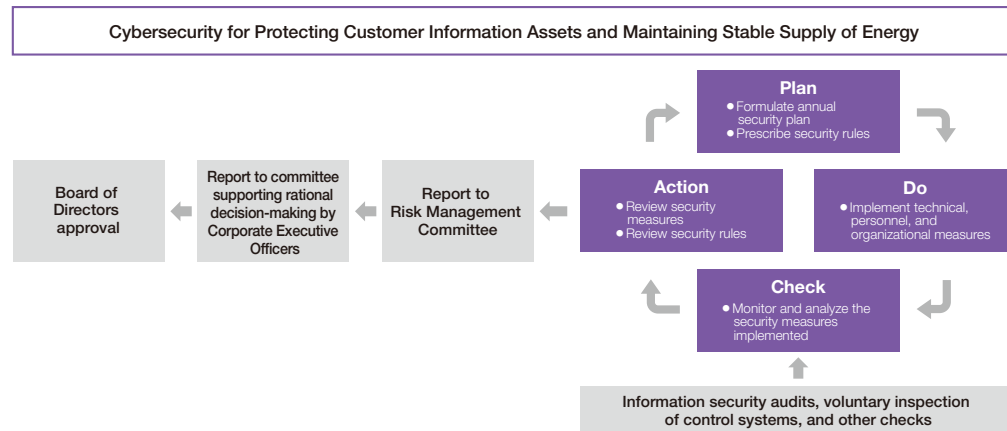 Cybersecurity for Protecting Customer Information Assets and Maintaining Stable Supply of Energy
Plan
● Formulate annual
security plan
● Prescribe security rules
Board of
Directors
approval
Report to committee
supporting rational
decision-making by
Corporate Executive
Officers
Report to
Risk Management
Committee
Action
● Review security
measures
● Review security rules
Do
● Implement technical,
personnel, and
organizational measures
Check
● Monitor and analyze the
security measures
implemented
Information security audits, voluntary inspection
of control systems, and other checks